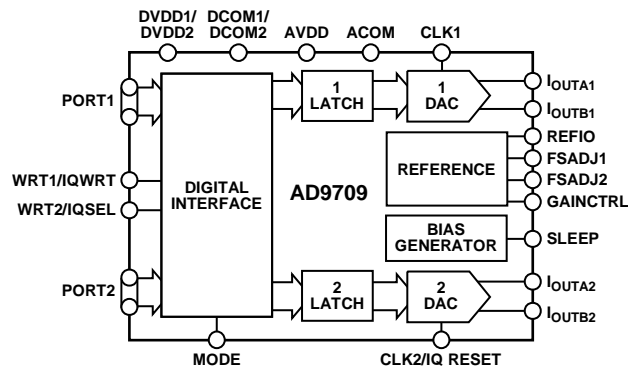 DVDD1/
DVDD2
DCOM1/
DCOM2
AVDD
ACOM
CLK1
PORT1
WRT1/IQWRT
WRT2/IQSEL
PORT2
DIGITAL
INTERFACE
1
LATCH
1
DAC
REFERENCE
AD9709
BIAS
GENERATOR
2
LATCH
2
DAC
IOUTA1
IOUTB1
REFIO
FSADJ1
FSADJ2
GAINCTRL
SLEEP
IOUTA2
IOUTB2
MODE
CLK2/IQ RESET